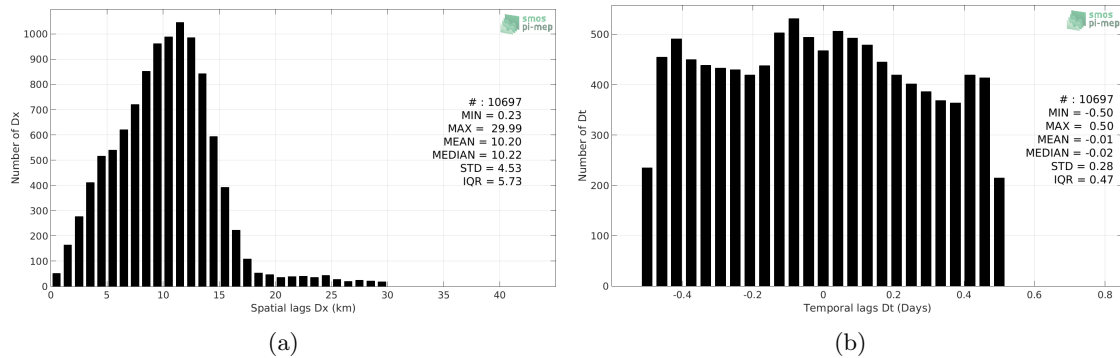 smos
pi-mep
1000
900
800
700
600
500
400
300
200
100
0
Number of Dx
# : 10697
MIN = 0.23
MAX = 29.99
MEAN = 10.20
MEDIAN = 10.22
STD = 4.53
IQR = 5.73
0 5 10 15 20 25 30 35 40
Spatial lags Dx (km)
(a)
smos
pi-mep
500
400
300
200
100
0
Number of Dt
# : 10697
MIN = -0.50
MAX = 0.50
MEAN = -0.01
MEDIAN = -0.02
STD = 0.28
IQR = 0.47
-0.4 -0.2 0 0.2 0.4 0.6 0.8
Temporal lags Dt (Days)
(b)